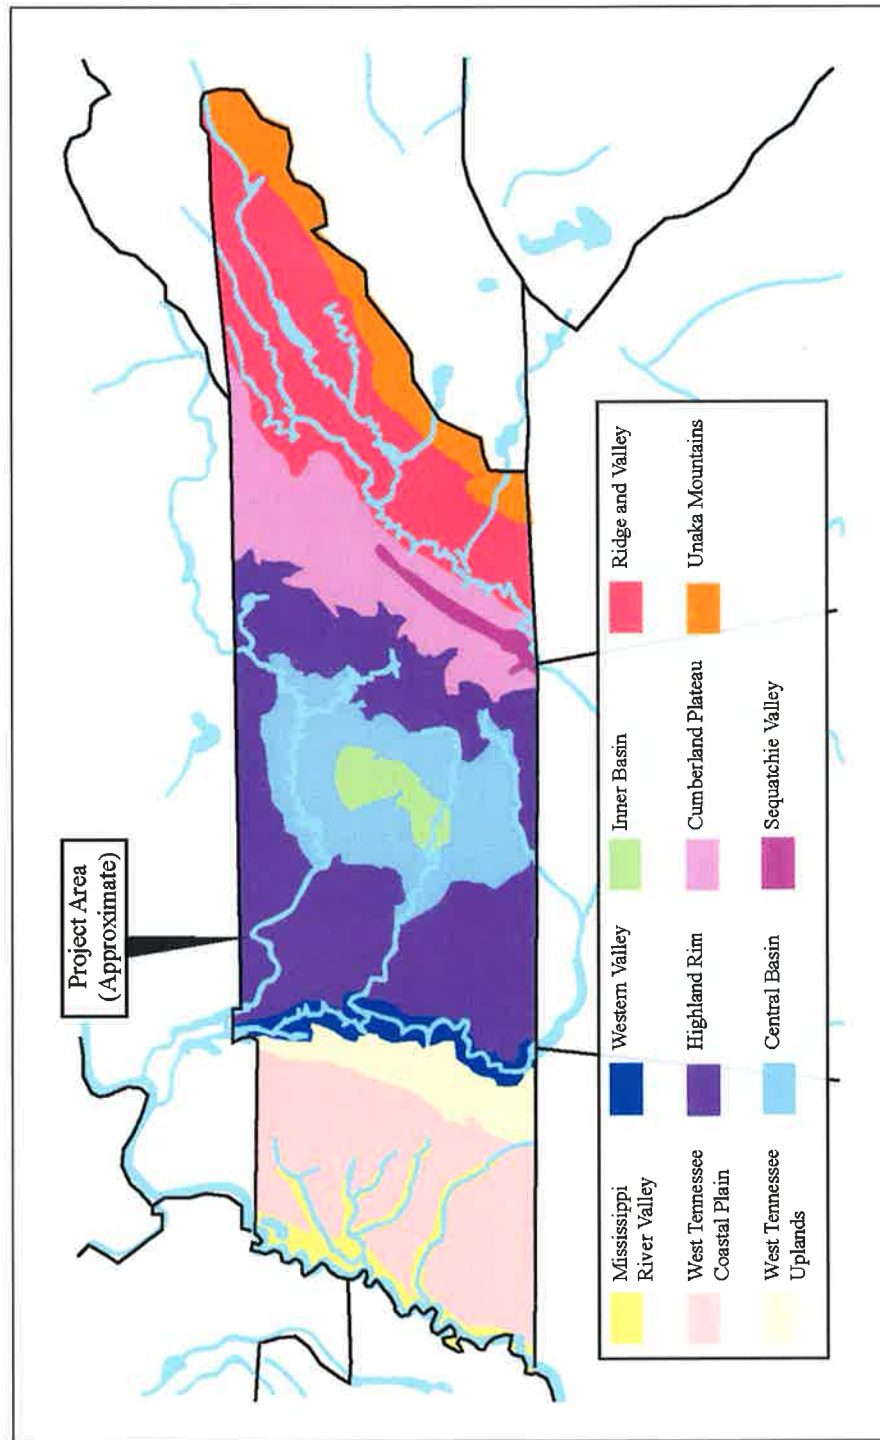 Project Area
(Approximate)
Mississippi
River Valley
West Tennessee
Coastal Plain
West Tennessee
Uplands
Western Valley
Highland Rim
Central Basin
Inner Basin
Cumberland Plateau
Sequatchie Valley
Ridge and Valley
Unaka Mountains